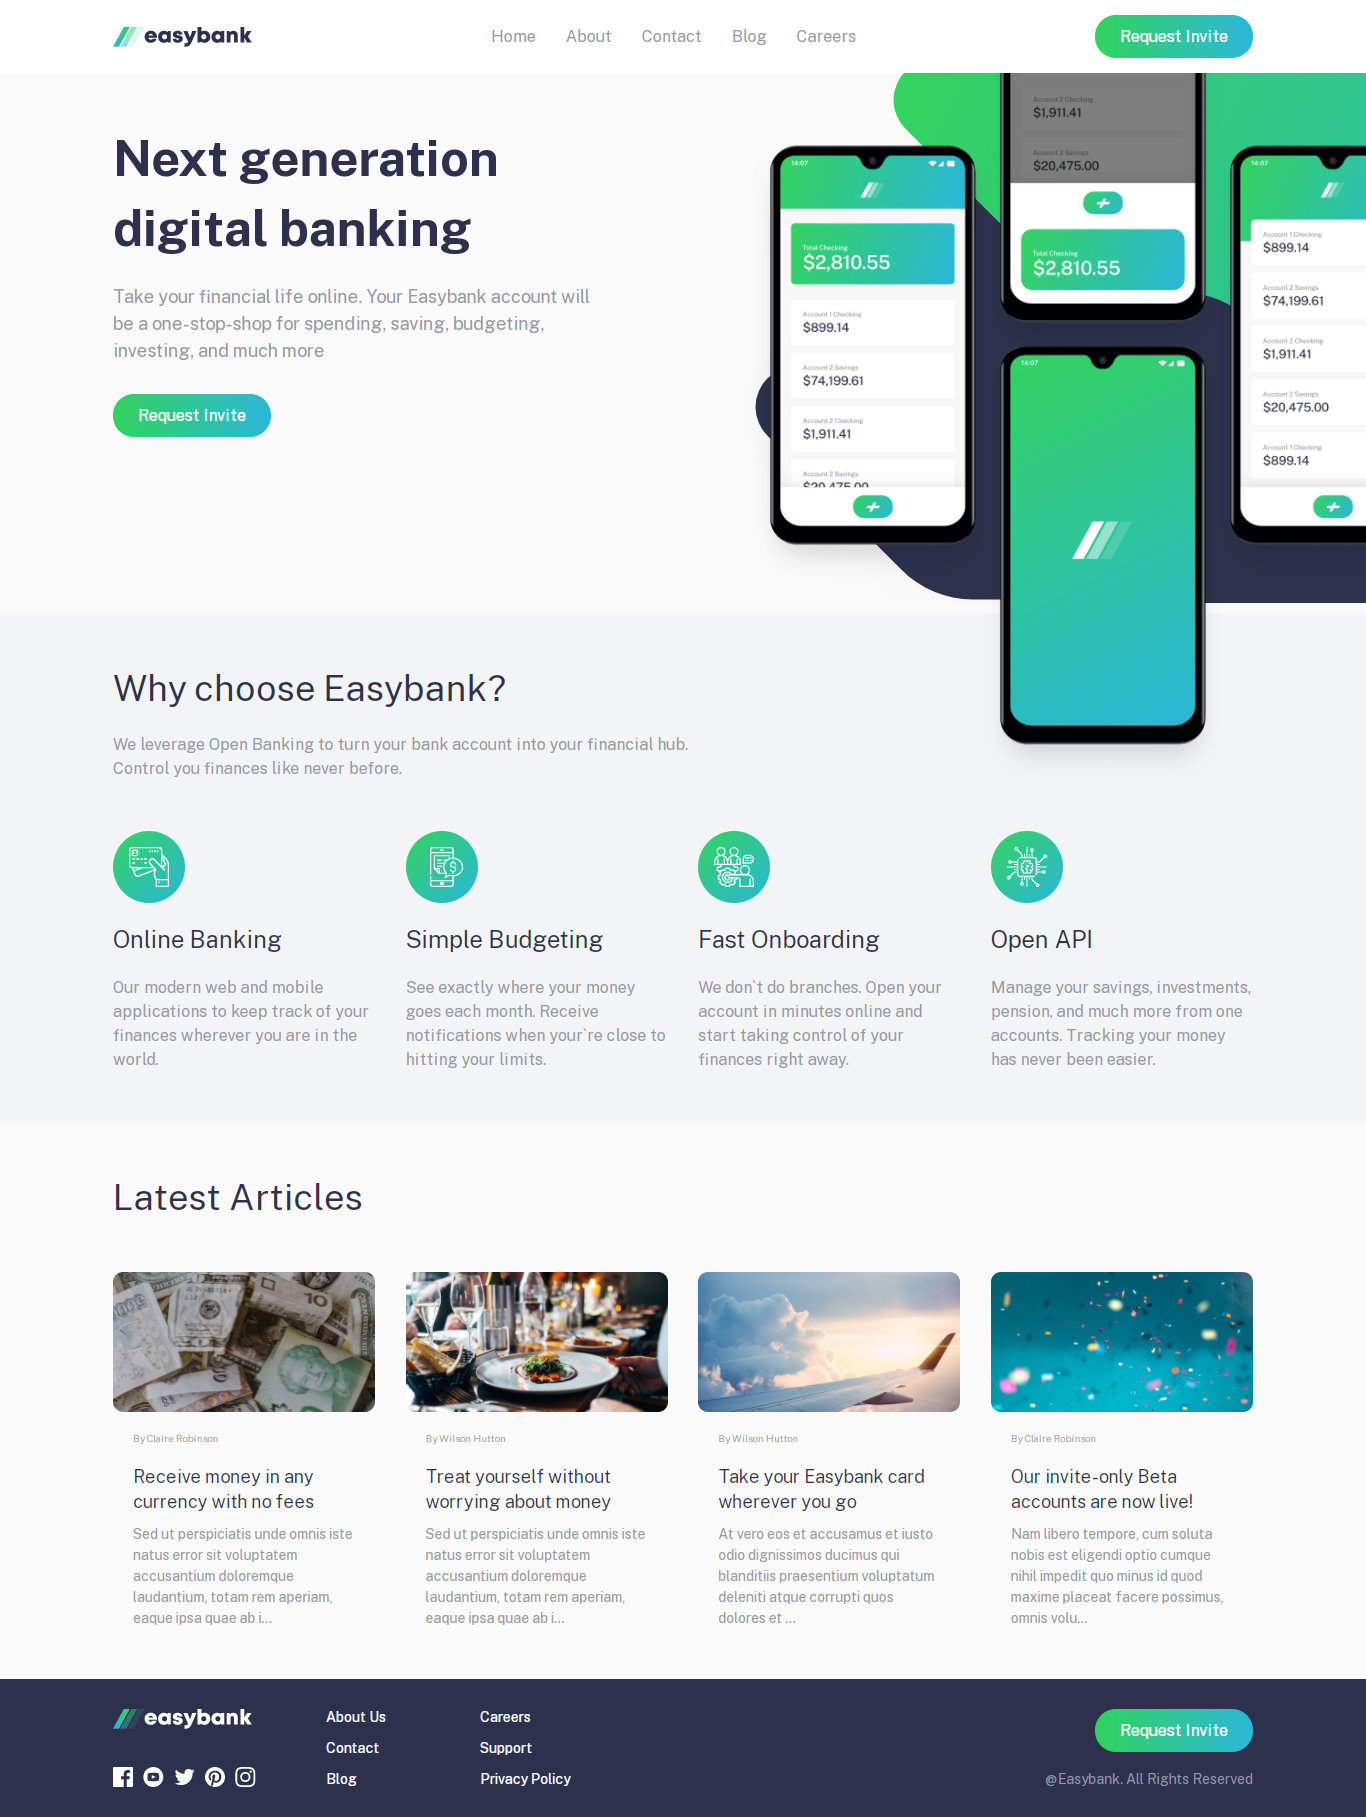 easybank
Home About Contact Blog Careers
Request Invite
Next generation
digital banking
Take your financial life online. Your Easybank account will
be a one-stop-shop for spending, saving, budgeting,
investing, and much more
Request Invite
14:07
Total Checking
$2,810.55
Account 1 Checking
$899.14
Account 2 Savings
$74,199.61
Account 2 Checking
$1,911.41
Account 2 Savings
$20,475.00
Account 2 Checking
$1,911.41
Account 2 Savings
$20,475.00
Total Checking
$2,810.55
14:07
14:07
Account 1 Checking
$899.14
Account 2 Savings
$74,199.61
Account 2 Checking
$1,911.41
Account 2 Savings
$20,475.00
Account 1 Checking
$899.14
Why choose Easybank?
We leverage Open Banking to turn your bank account into your financial hub.
Control you finances like never before.
Online Banking
Our modern web and mobile
applications to keep track of your
finances wherever you are in the
world.
Simple Budgeting
See exactly where your money
goes each month. Receive
notifications when your`re close to
hitting your limits.
Fast Onboarding
We don`t do branches. Open your
account in minutes online and
start taking control of your
finances right away.
Open API
Manage your savings, investments,
pension, and much more from one
accounts. Tracking your money
has never been easier.
Latest Articles
By Claire Robinson
Receive money in any
currency with no fees
Sed ut perspiciatis unde omnis iste
natus error sit voluptatem
accusantium doloremque
laudantium, totam rem aperiam,
eaque ipsa quae ab i...
By Wilson Hutton
Treat yourself without
worrying about money
Sed ut perspiciatis unde omnis iste
natus error sit voluptatem
accusantium doloremque
laudantium, totam rem aperiam,
eaque ipsa quae ab i...
By Wilson Hutton
Take your Easybank card
wherever you go
At vero eos et accusamus et iusto
odio dignissimos ducimus qui
blanditiis praesentium voluptatum
deleniti atque corrupti quos
dolores et ...
By Claire Robinson
Our invite-only Beta
accounts are now live!
Nam libero tempore, cum soluta
nobis est eligendi optio cumque
nihil impedit quo minus id quod
maxime placeat facere possimus,
omnis volu...
easybank
About Us
Contact
Blog
Careers
Support
Privacy Policy
Request Invite
@Easybank. All Rights Reserved